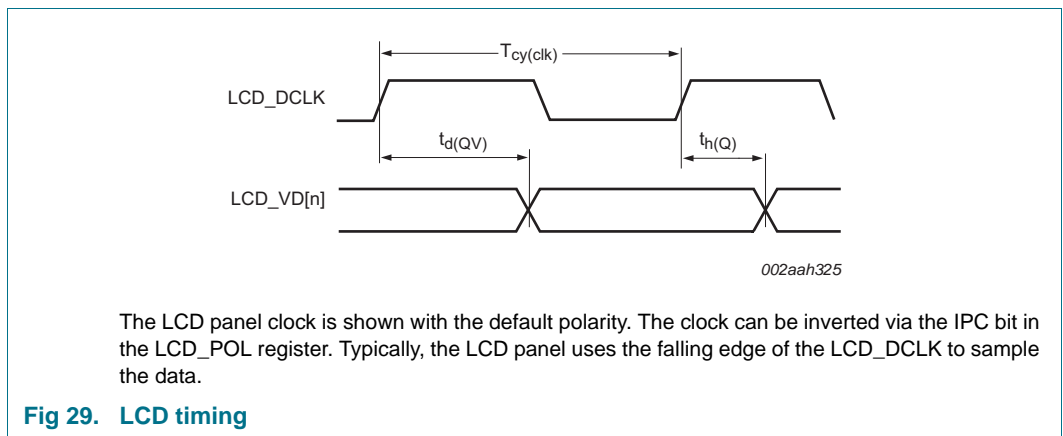 Tcy(clk)
LCD_DCLK
td(QV)
th(Q)
LCD_VD[n]
002aah325
The LCD panel clock is shown with the default polarity. The clock can be inverted via the IPC bit in
the LCD_POL register. Typically, the LCD panel uses the falling edge of the LCD_DCLK to sample
the data.
Fig 29. LCD timing